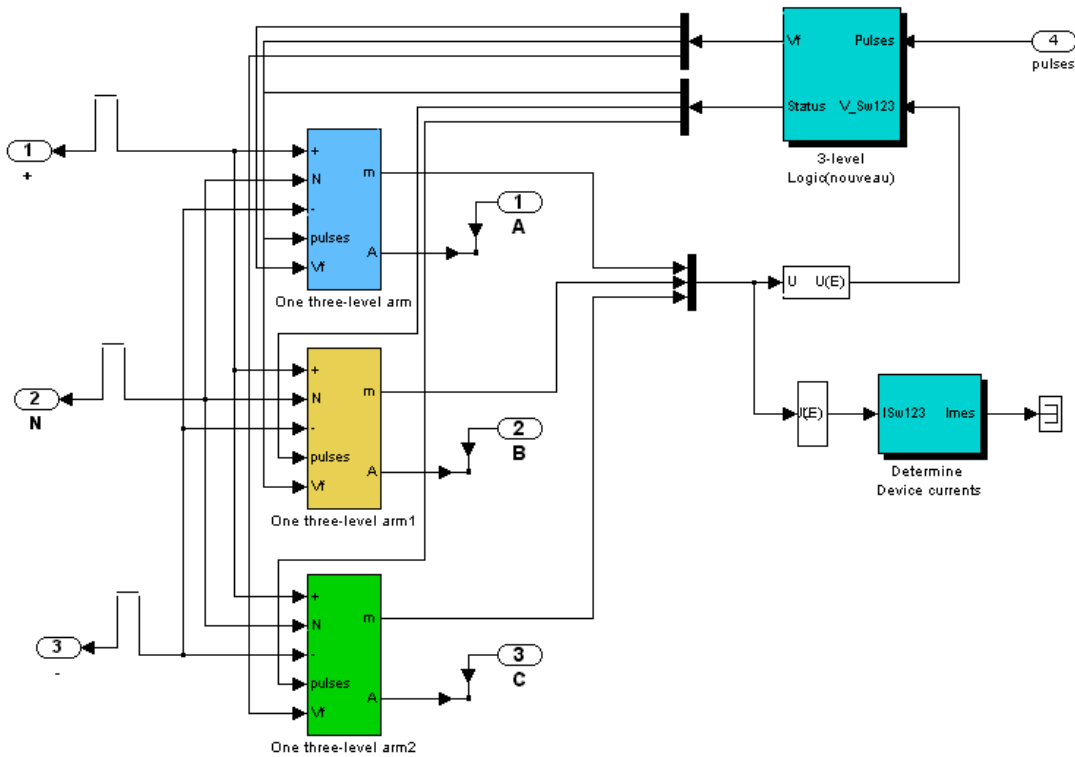 Vf
Pulses
4
pulses
Status
V_Sw123
3-level
Logic(nouveau)
1
+
+
N
-
pulses
Vf
m
A
One three-level arm
1
A
U
U(E)
2
N
+
N
-
pulses
Vf
m
A
One three-level arm1
2
B
U(E)
ISw123
Imes
Determine
Device currents
3
-
+
N
-
pulses
Vf
m
A
One three-level arm2
3
C